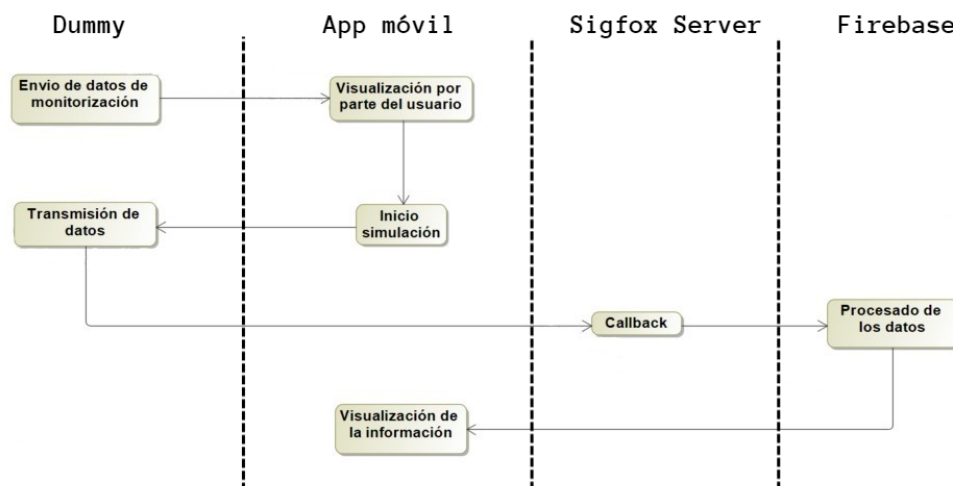 Dummy
App móvil
Sigfox Server
Firebase
Envio de datos de
monitorización
Visualización por
parte del usuario
Transmisión de
datos
Inicio
simulación
Callback
Procesado de
los datos
Visualización de
la información